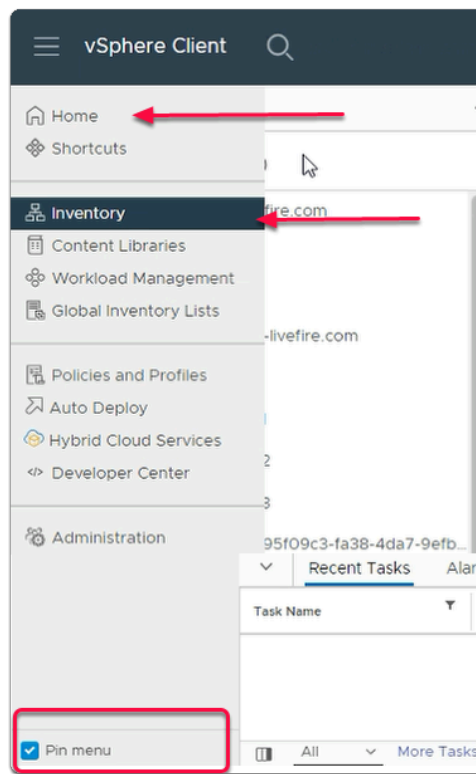 vSphere Client
Home
Shortcuts
)
Inventory
fire.com
Content Libraries
Workload Management
Global Inventory Lists
-livefire.com
Policies and Profiles
Auto Deploy
Hybrid Cloud Services
2
</> Developer Center
3
Administration
95f09c3-fa38-4da7-9efb...
Recent Tasks Alar
Task Name
Pin menu
All More Tasks